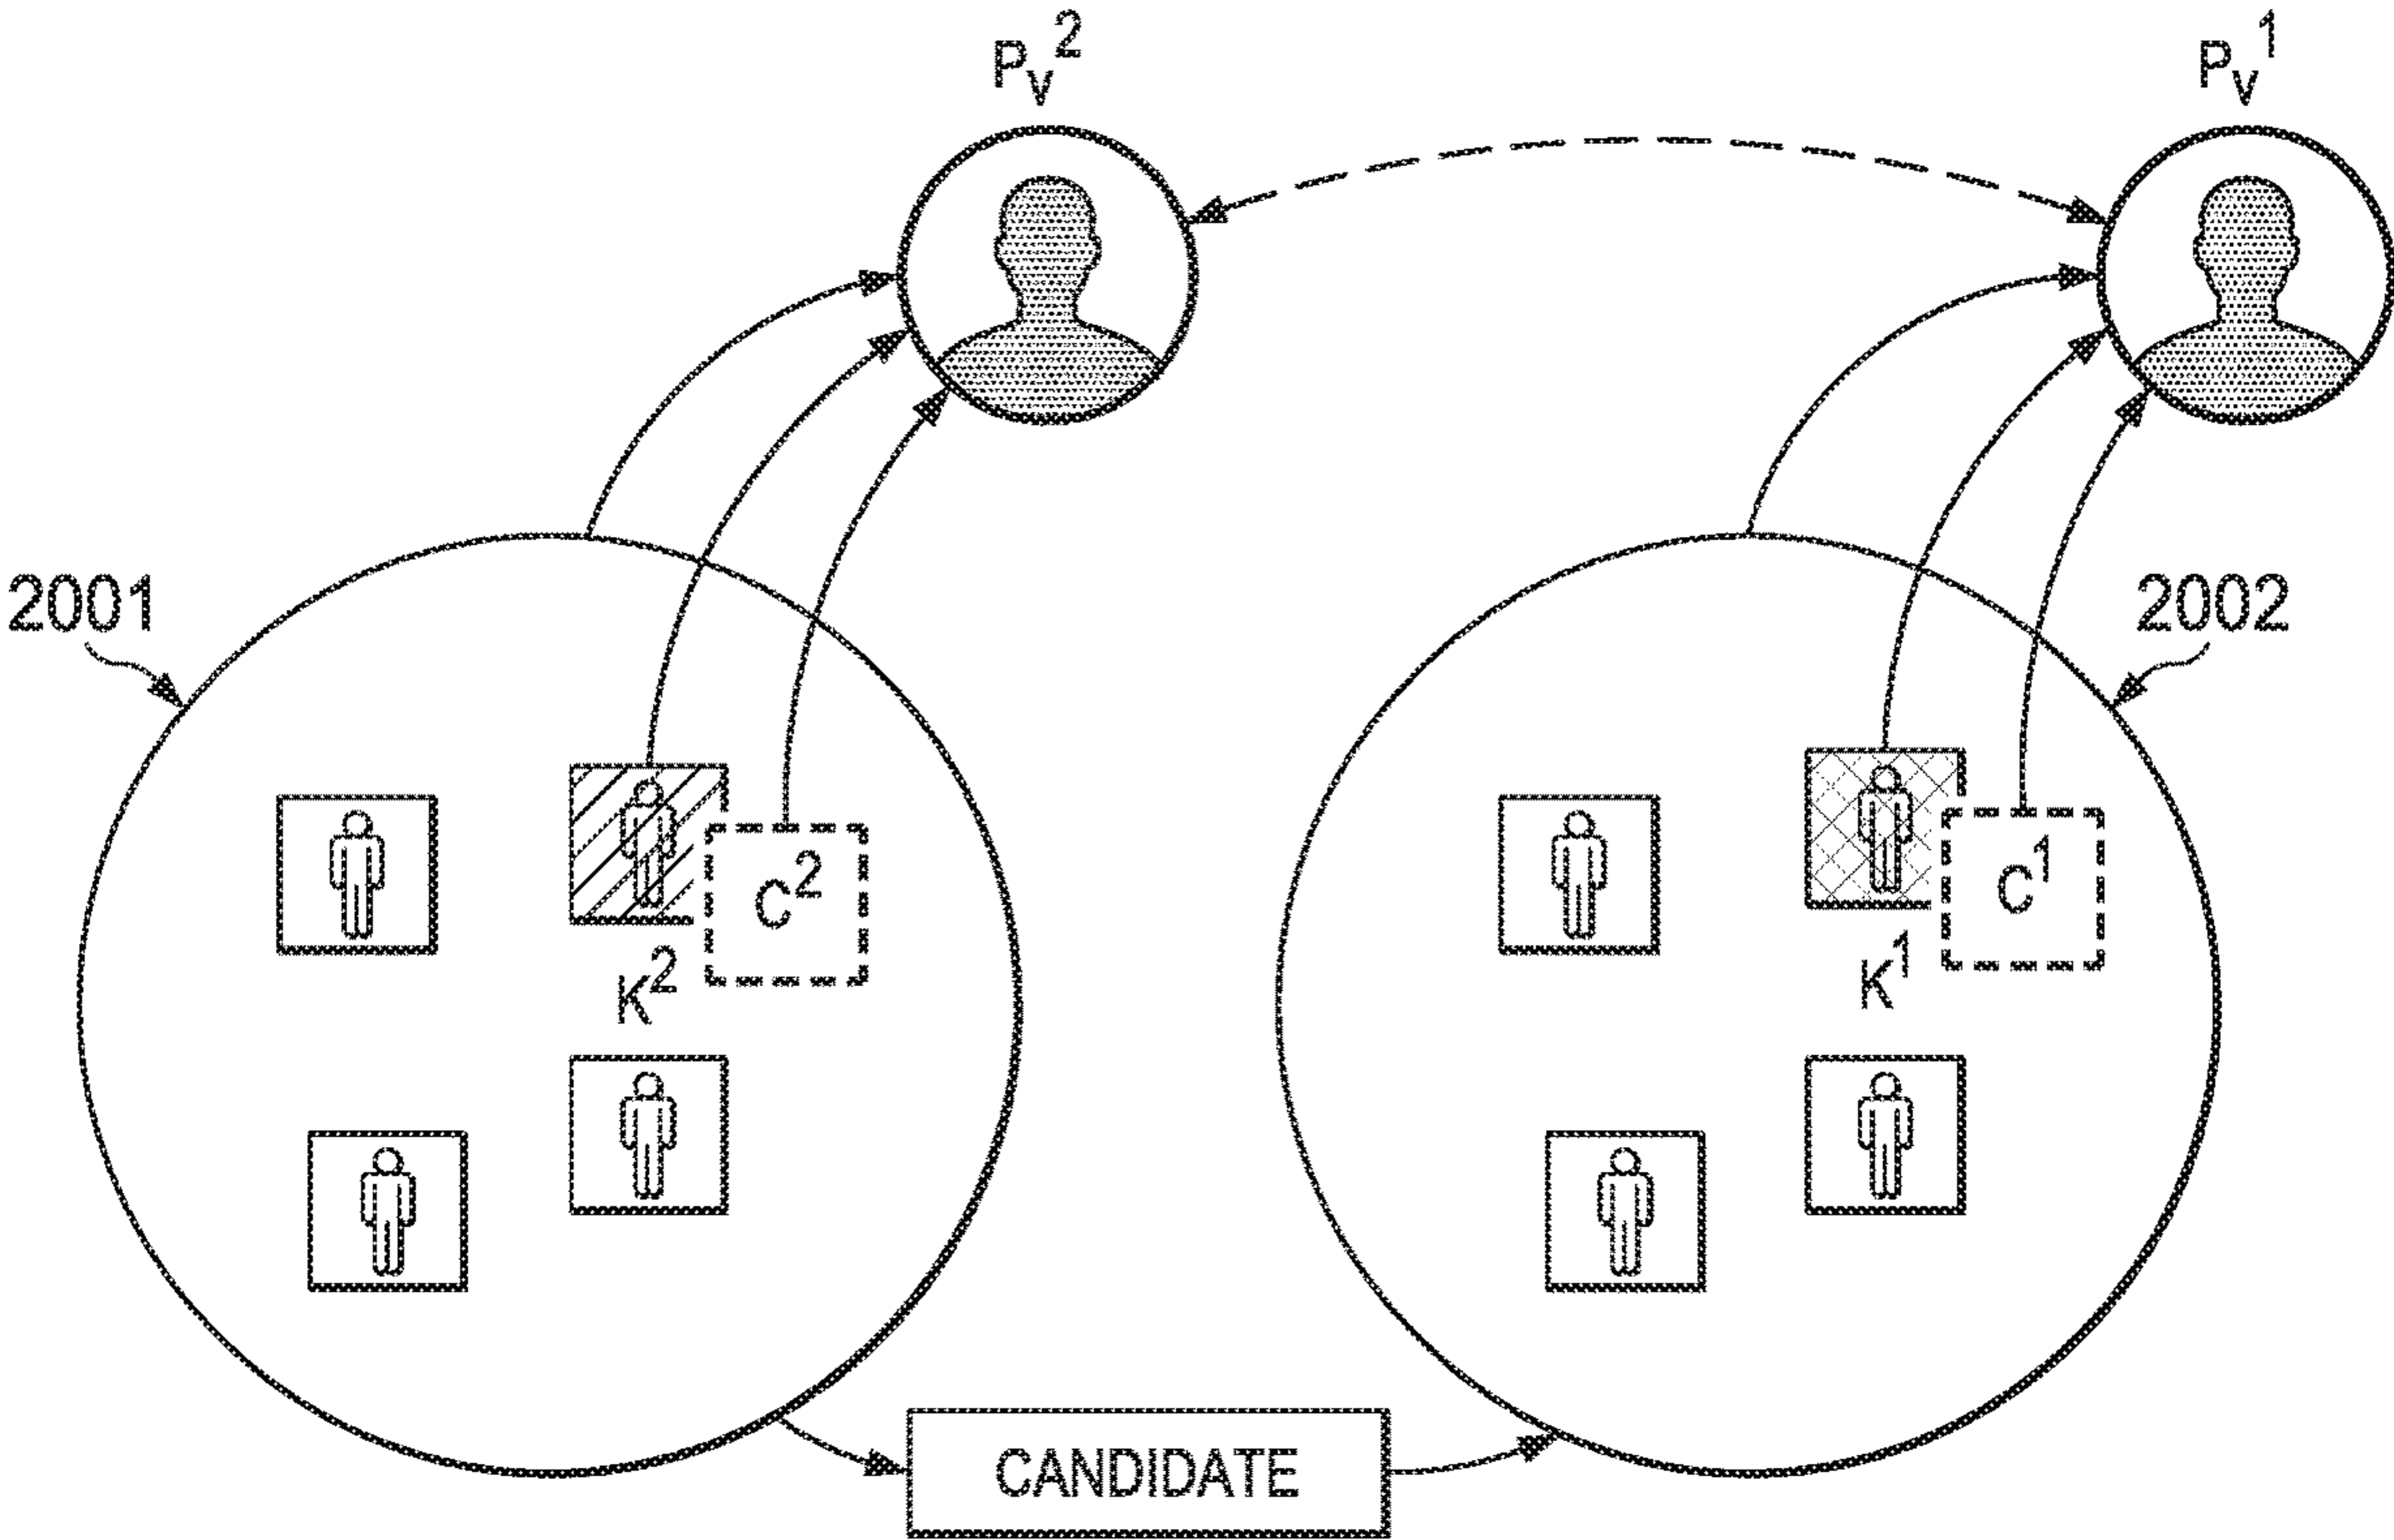 Pᵥ²
Pᵥ¹
2001
2002
C²
C¹
K²
K¹
CANDIDATE